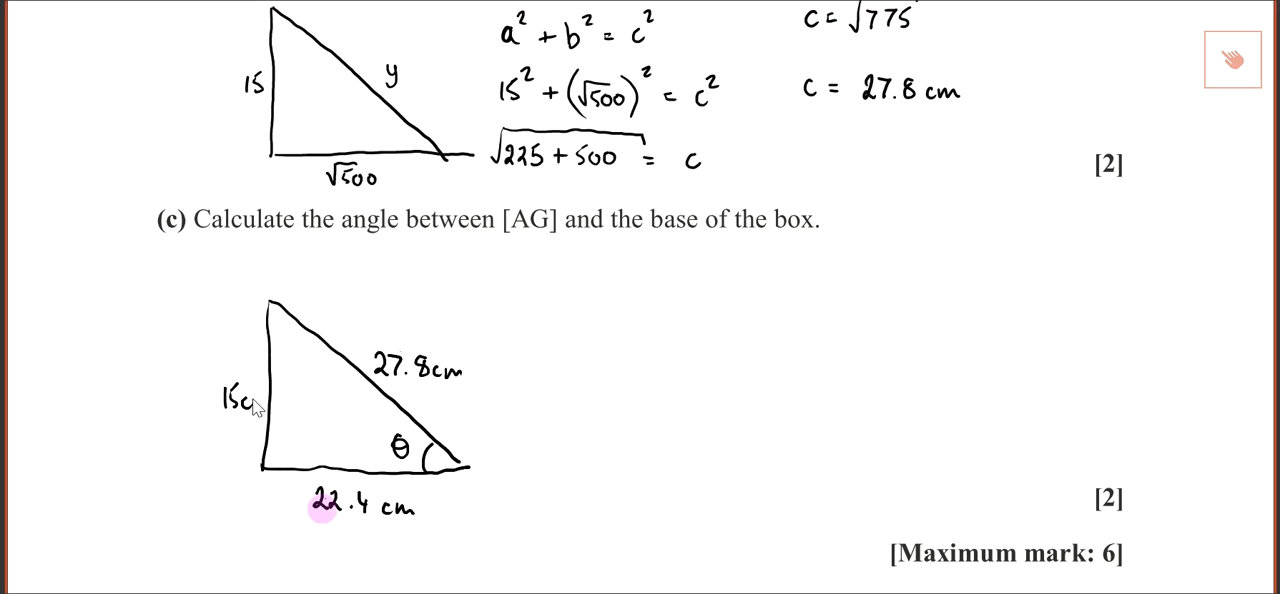 15
y
√500
a² + b² = c²
15² + (√500)² = c²
√225 + 500 = c
c = √775
c = 27.8 cm
[2]
(c) Calculate the angle between [AG] and the base of the box.
27.8cm
15c
θ
22.4 cm
[2]
[Maximum mark: 6]